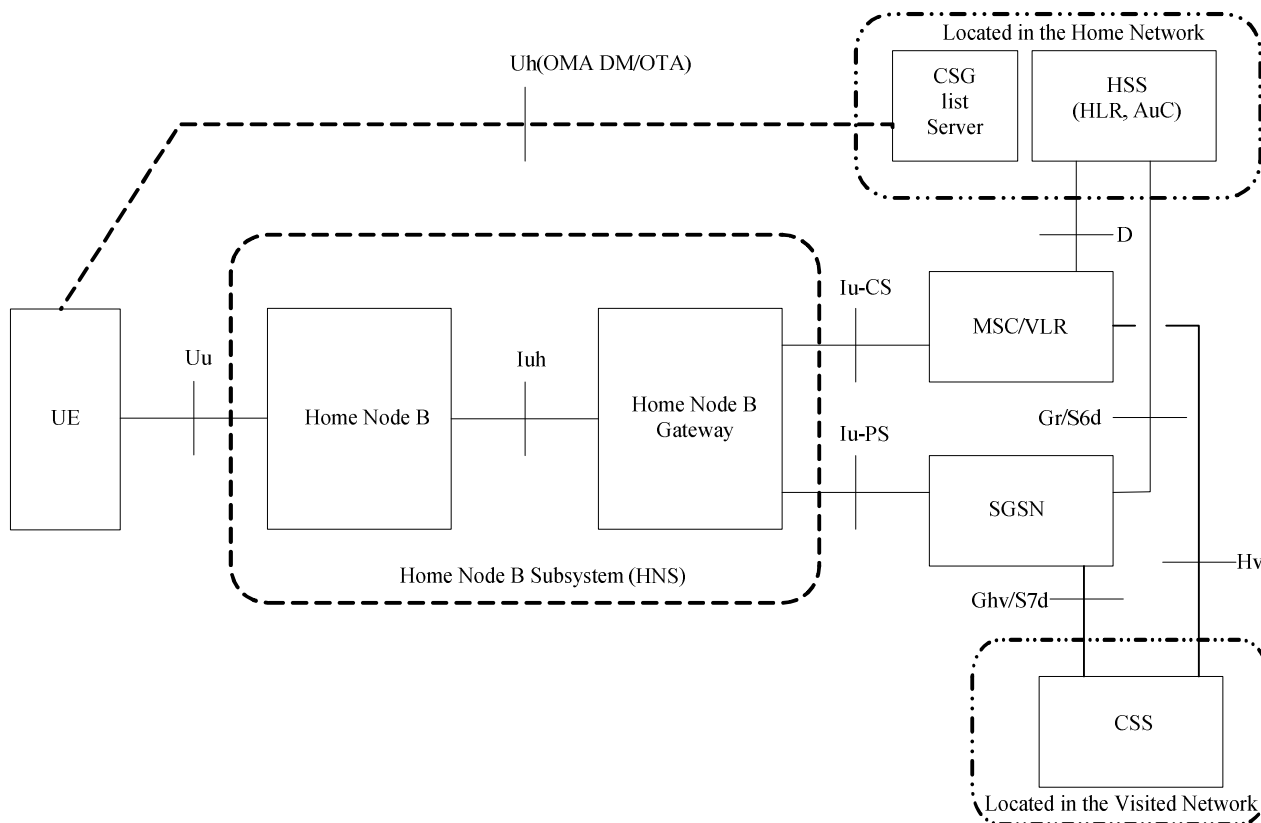 Located in the Home Network
Uh(OMA DM/OTA)
CSG
list
Server
HSS
(HLR, AuC)
D
Iu-CS
MSC/VLR
Uu
Iuh
UE
Home Node B
Home Node B
Gateway
Gr/S6d
Iu-PS
SGSN
Home Node B Subsystem (HNS)
Hv
Ghv/S7d
CSS
Located in the Visited Network